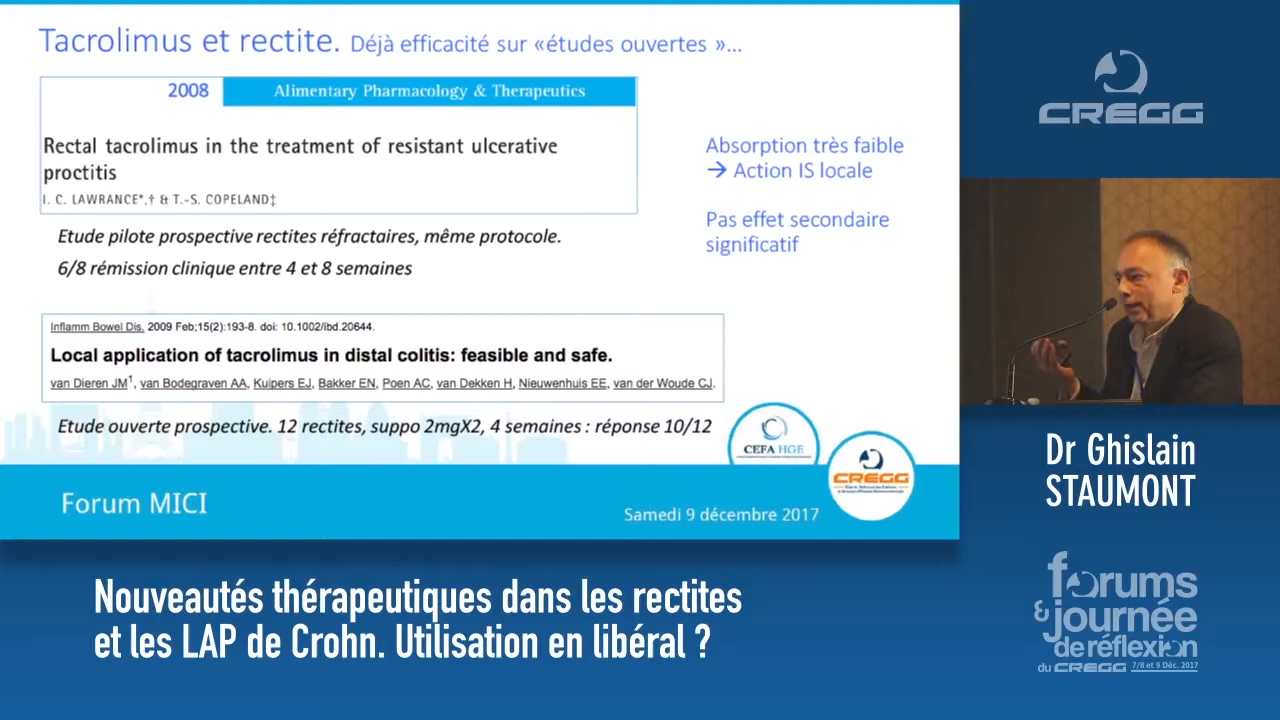 Tacrolimus et rectite. Déjà efficacité sur «études ouvertes »...
2008 Alimentary Pharmacology & Therapeutics
Rectal tacrolimus in the treatment of resistant ulcerative
proctitis
I. C. LAWRANCE*,† & T.-S. COPELAND‡
Etude pilote prospective rectites réfractaires, même protocole.
6/8 rémission clinique entre 4 et 8 semaines
Absorption très faible
→ Action IS locale
Pas effet secondaire
significatif
Inflamm Bowel Dis. 2009 Feb;15(2):193-8. doi: 10.1002/ibd.20644.
Local application of tacrolimus in distal colitis: feasible and safe.
van Dieren JM1, van Bodegraven AA, Kuipers EJ, Bakker EN, Poen AC, van Dekken H, Nieuwenhuis EE, van der Woude CJ.
Etude ouverte prospective. 12 rectites, suppo 2mgX2, 4 semaines : réponse 10/12
CEFA HGE
CREGG
Forum MICI
Samedi 9 décembre 2017
CREGG
Dr Ghislain
STAUMONT
Nouveautés thérapeutiques dans les rectites
et les LAP de Crohn. Utilisation en libéral ?
forums
& journée
de réflexion
du CREGG 7/8 et 9 Déc. 2017